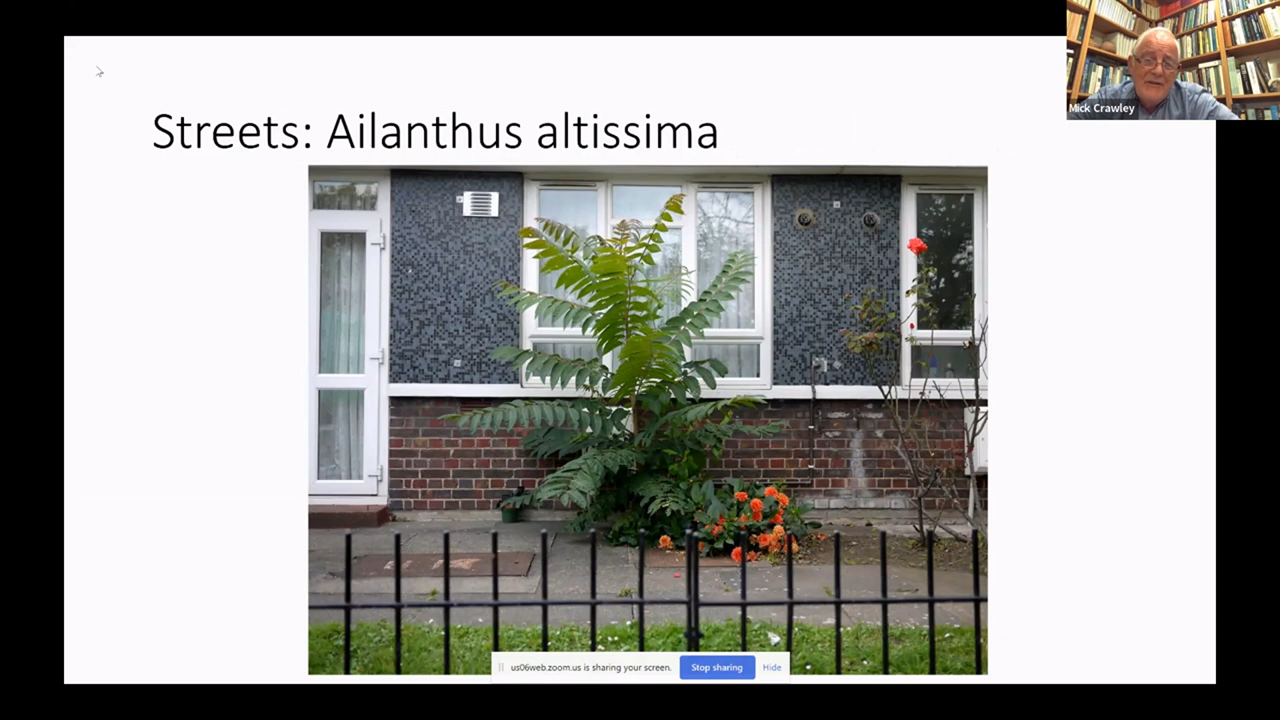 Mick Crawley
Streets: Ailanthus altissima
us06web.zoom.us is sharing your screen. Stop sharing Hide